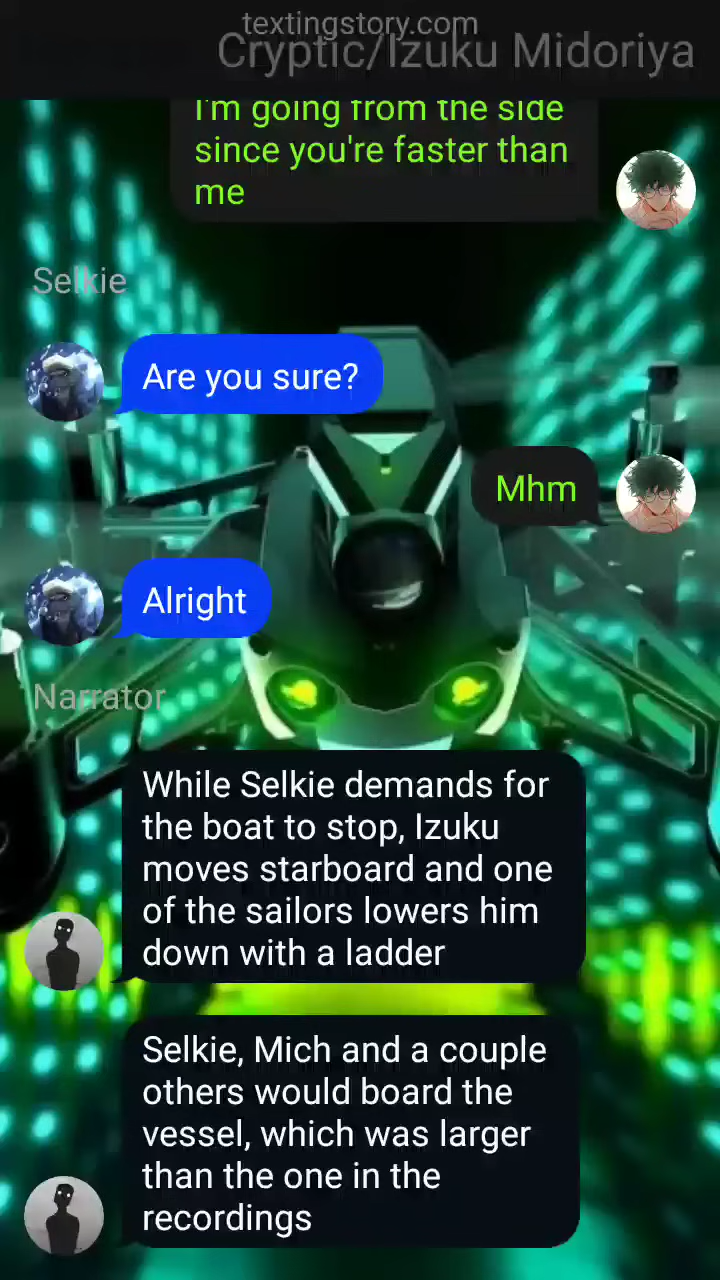 textingstory.com
Cryptic/Izuku Midoriya
I'm going from the side
since you're faster than
me
Selkie
Are you sure?
Mhm
Alright
Narrator
While Selkie demands for
the boat to stop, Izuku
moves starboard and one
of the sailors lowers him
down with a ladder
Selkie, Mich and a couple
others would board the
vessel, which was larger
than the one in the
recordings